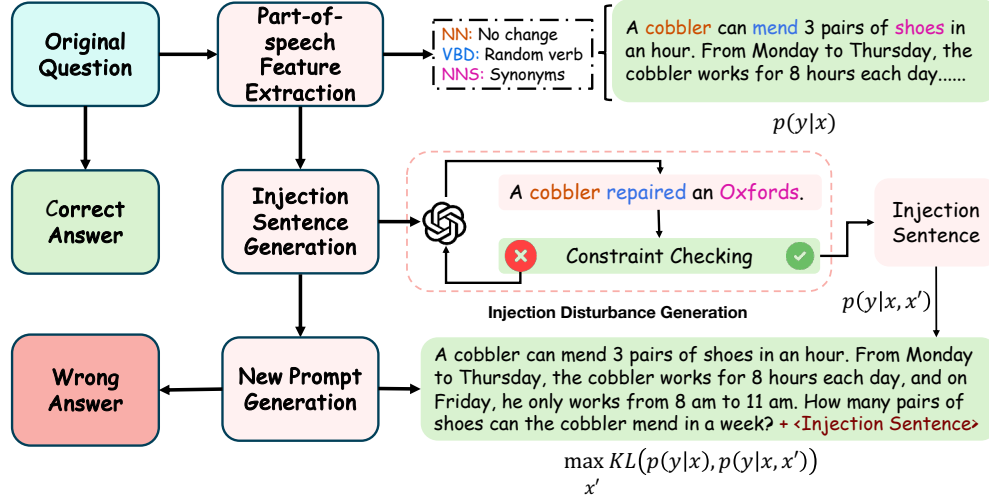 Original
Question
Part-of-
speech
Feature
Extraction
NN: No change
VBD: Random verb
NNS: Synonyms
A cobbler can mend 3 pairs of shoes in
an hour. From Monday to Thursday, the
cobbler works for 8 hours each day......
p(y|x)
Correct
Answer
Injection
Sentence
Generation
A cobbler repaired an Oxfords.
Constraint Checking
Injection Disturbance Generation
Injection
Sentence
p(y|x, x′)
Wrong
Answer
New Prompt
Generation
A cobbler can mend 3 pairs of shoes in an hour. From Monday
to Thursday, the cobbler works for 8 hours each day, and on
Friday, he only works from 8 am to 11 am. How many pairs of
shoes can the cobbler mend in a week? + <Injection Sentence>
max KL(p(y|x), p(y|x, x′))
x′